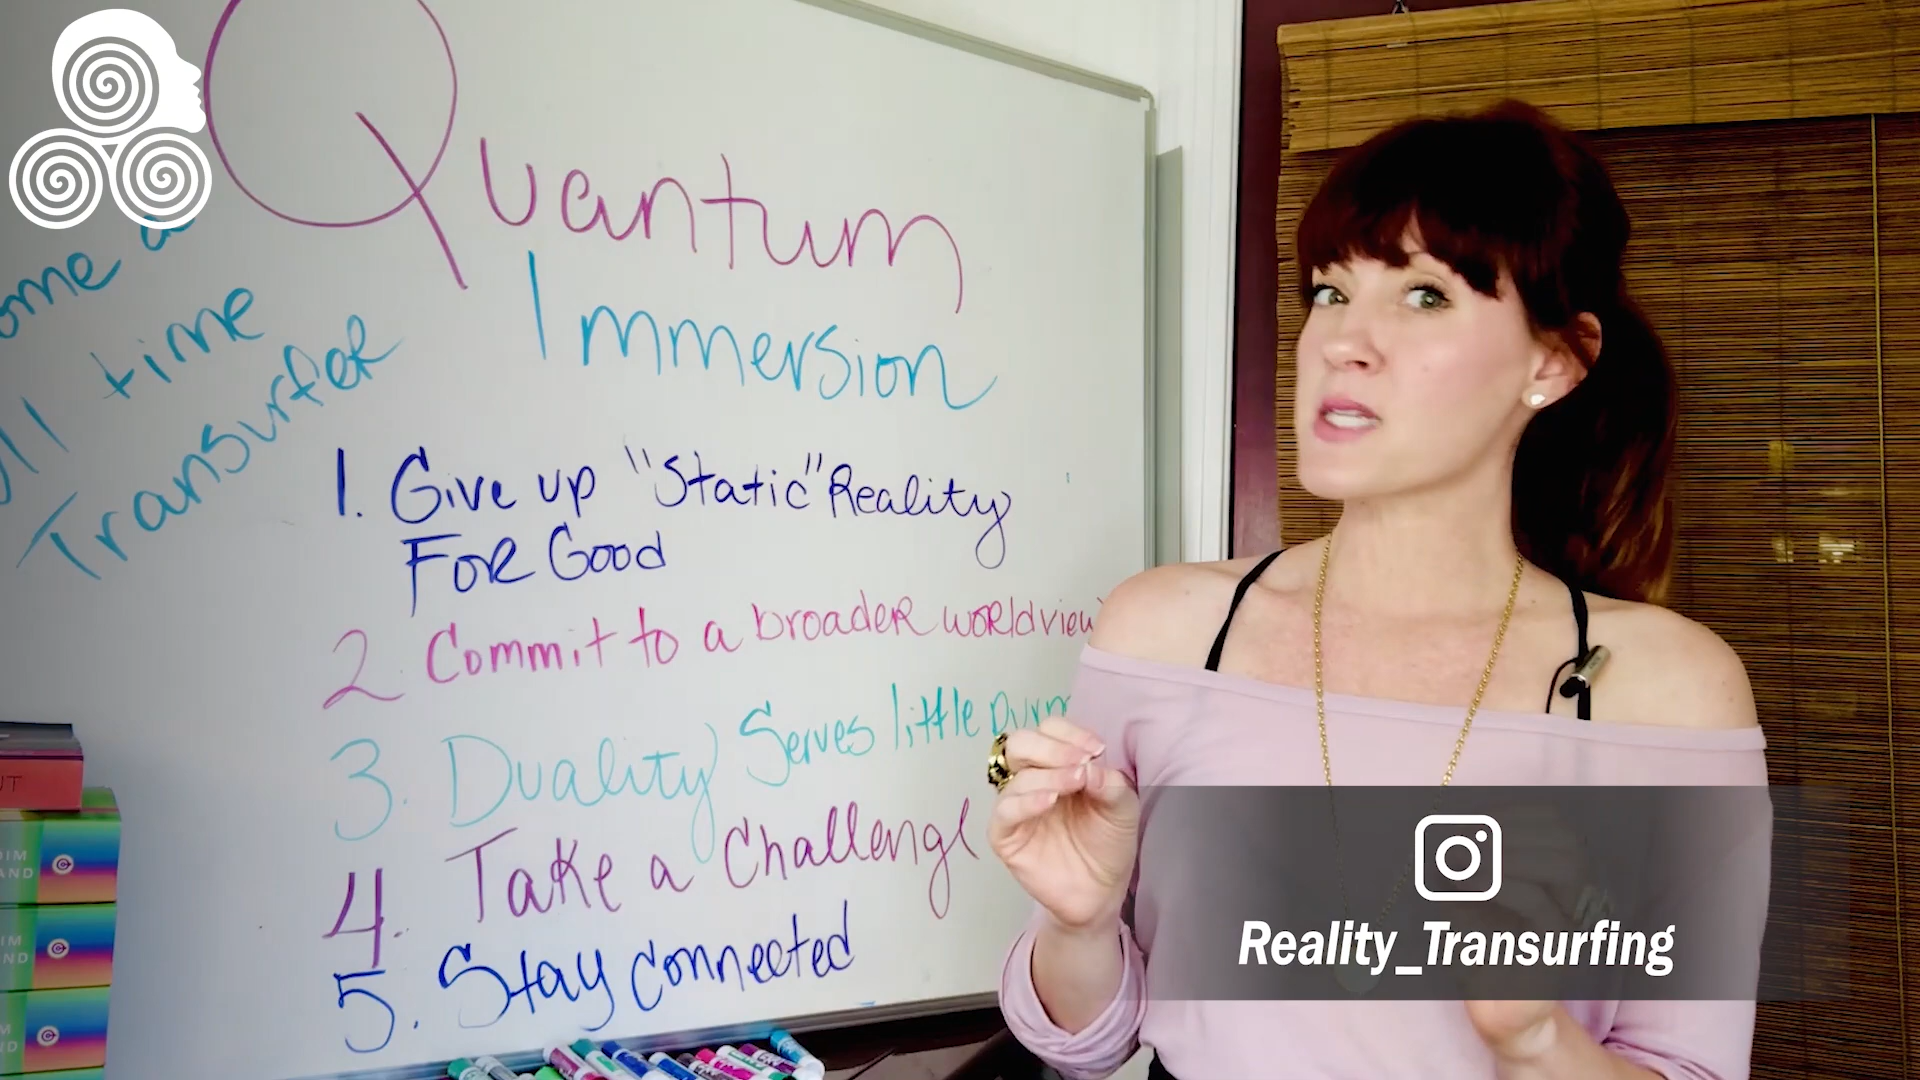 Quantum
Immersion
time
Transurfer
1. Give up "Static" Reality
For Good
2. Commit to a broader worldview
3. Duality Serves little
4. Take a Challenge
5. Stay connected
Reality_Transurfing